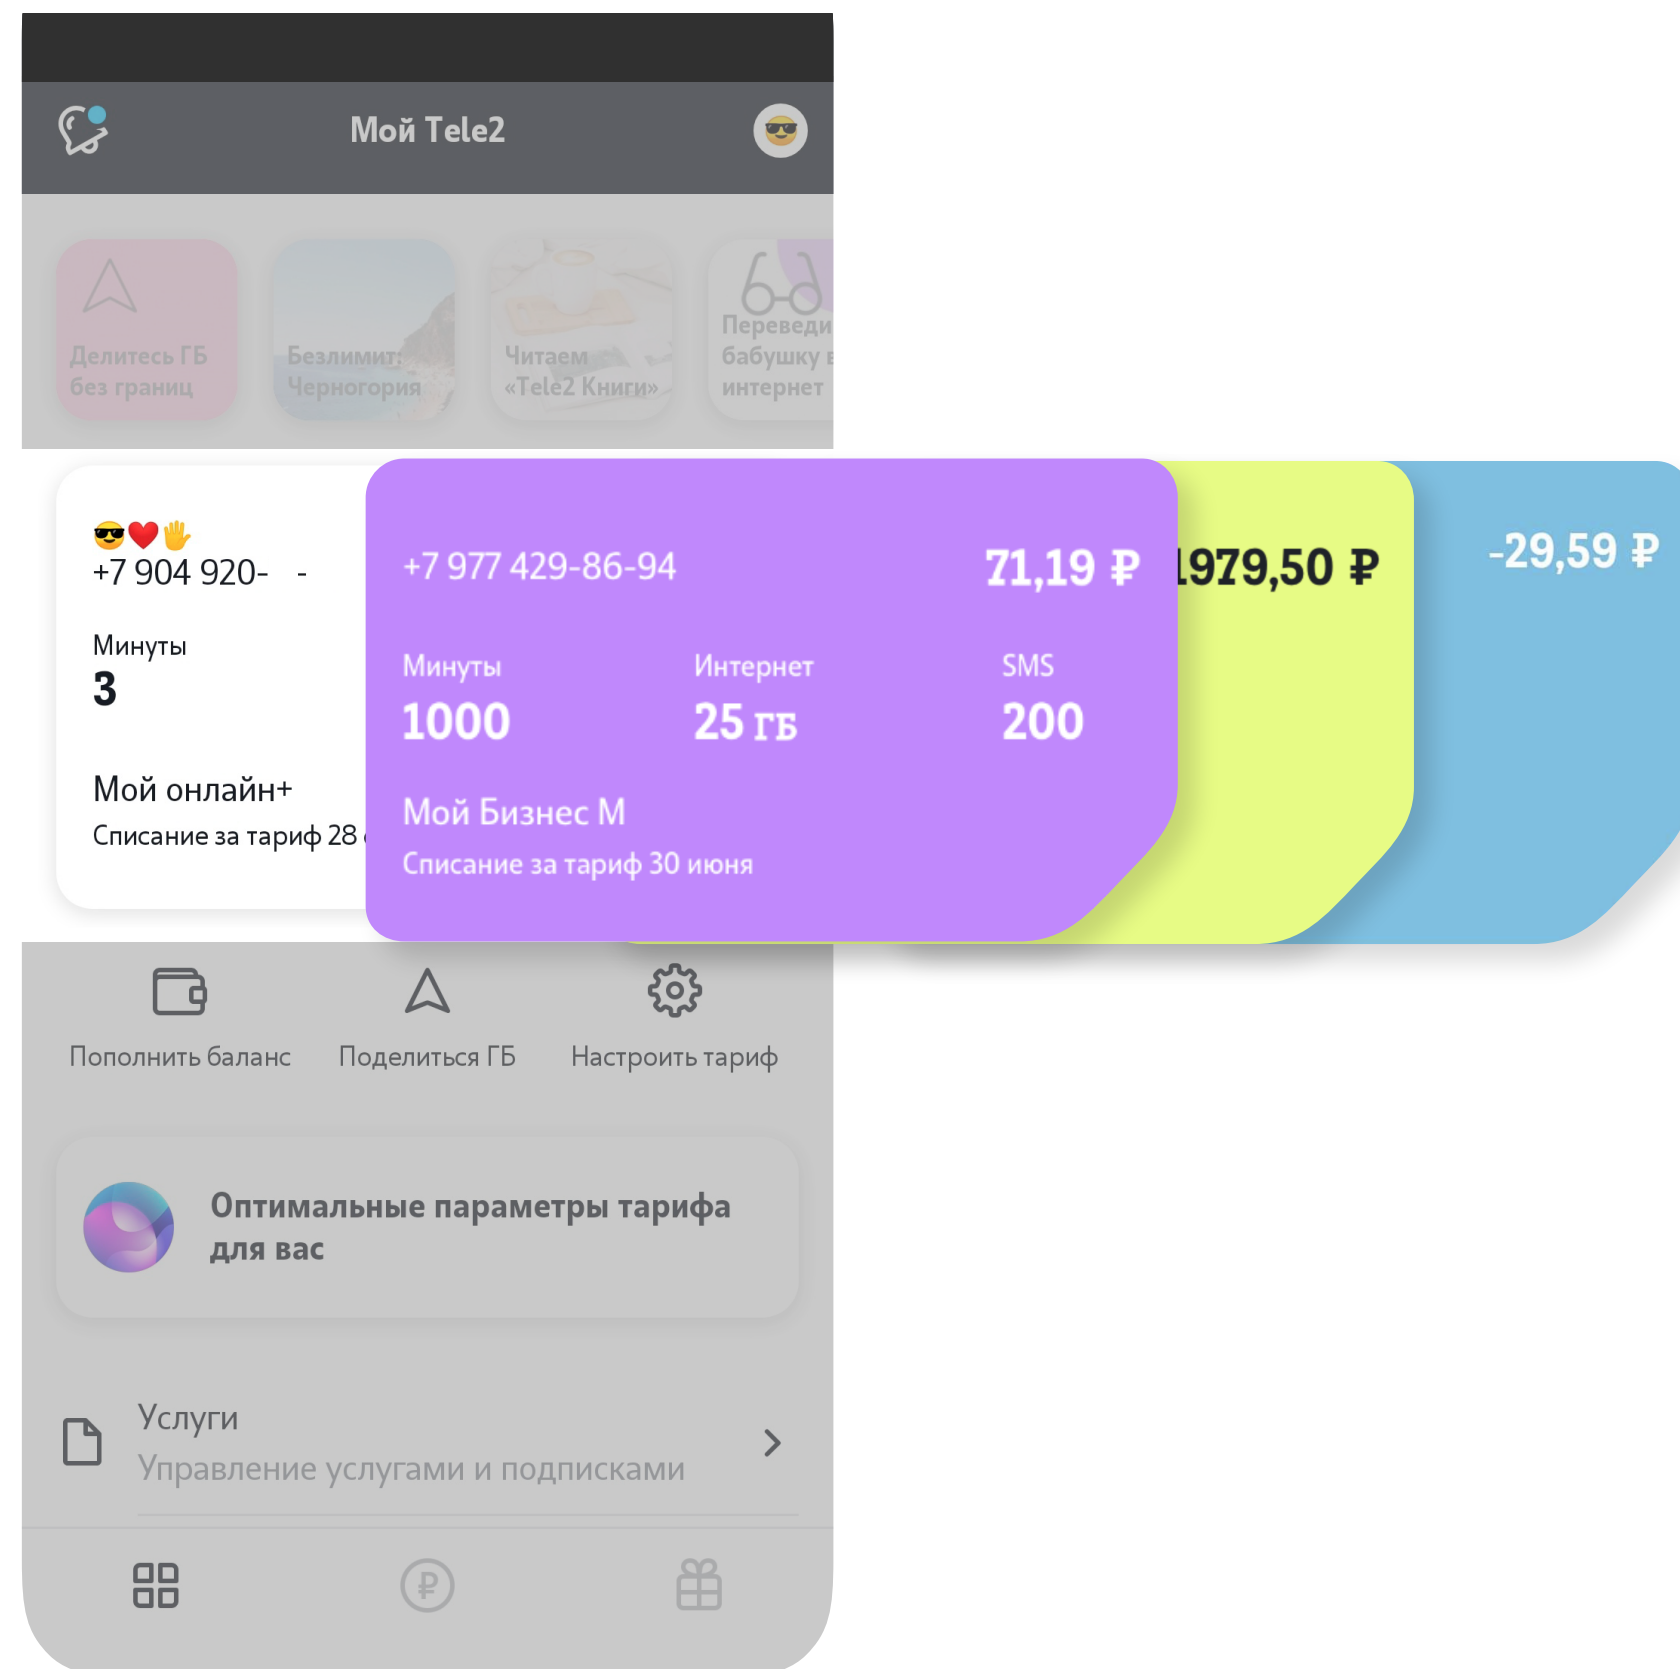 Мой Tele2
Делитесь ГБ
без границ
Безлимит:
Черногория
Читаем
«Tele2 Книги»
Переведи
бабушку в
интернет
+7 904 920- -
Минуты
3
Мой онлайн+
Списание за тариф 28
+7 977 429-86-94
71,19 ₽
Минуты
Интернет
SMS
1000
25 ГБ
200
Мой Бизнес M
Списание за тариф 30 июня
1979,50 ₽
-29,59 ₽
Пополнить баланс
Поделиться ГБ
Настроить тариф
Оптимальные параметры тарифа
для вас
Услуги
Управление услугами и подписками